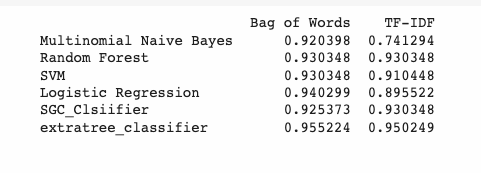 Bag of Words TF-IDF
Multinomial Naive Bayes 0.920398 0.741294
Random Forest 0.930348 0.930348
SVM 0.930348 0.910448
Logistic Regression 0.940299 0.895522
SGC_Clsiifier 0.925373 0.930348
extratree_classifier 0.955224 0.950249